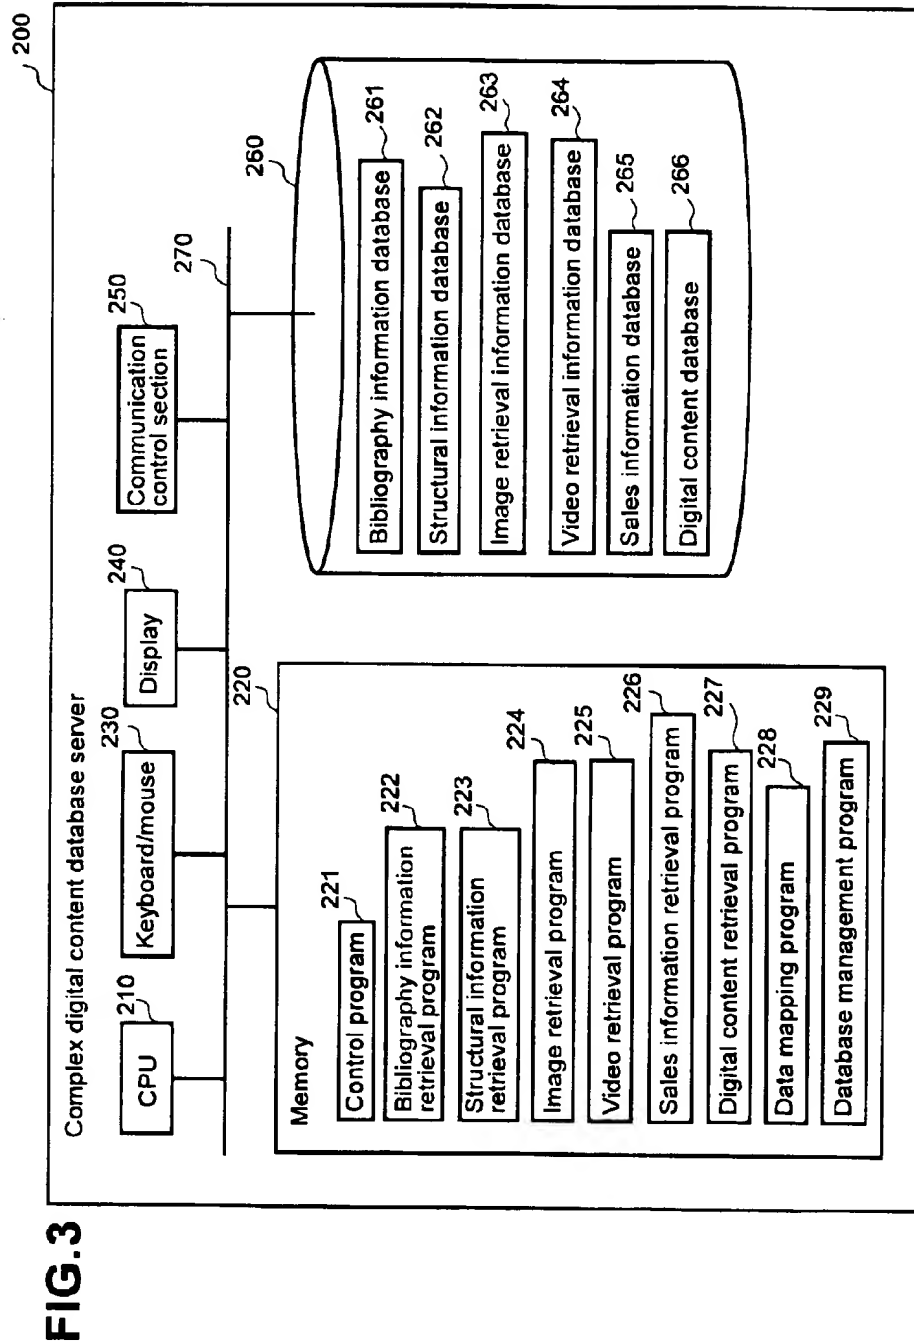 FIG.3
200
Complex digital content database server
210
CPU
230
Keyboard/mouse
240
Display
250
Communication
control section
270
220
Memory
221
Control program
222
Bibliography information
retrieval program
223
Structural information
retrieval program
224
Image retrieval program
225
Video retrieval program
226
Sales information retrieval program
227
Digital content retrieval program
228
Data mapping program
229
Database management program
260
261
Bibliography information database
262
Structural information database
263
Image retrieval information database
264
Video retrieval information database
265
Sales information database
266
Digital content database